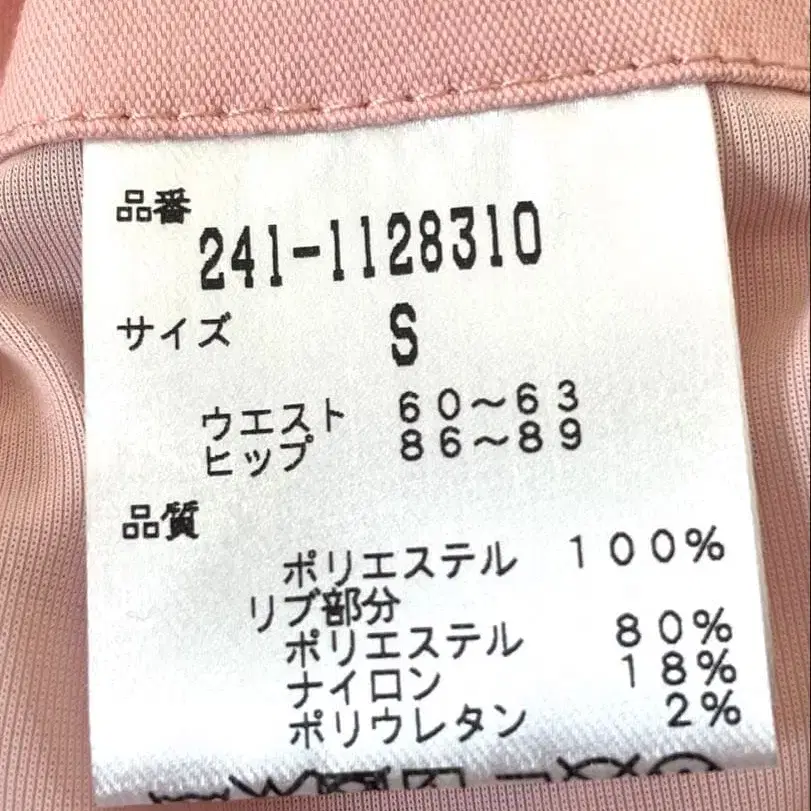 品番
241-1128310
サイズ S
ウエスト 60～63
ヒップ 86～89
品質
ポリエステル 100%
リブ部分
ポリエステル 80%
ナイロン 18%
ポリウレタン 2%